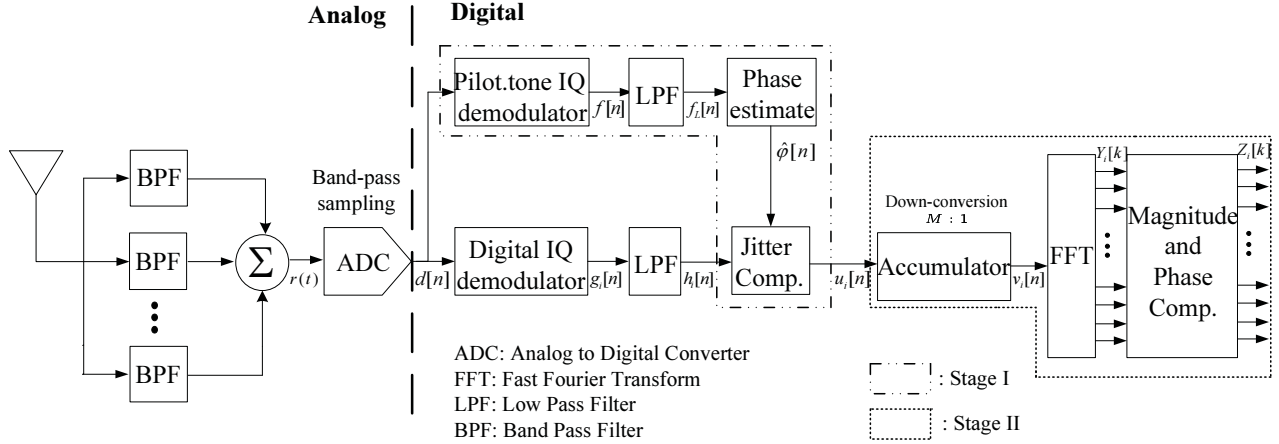 Analog
Digital
Pilot.tone IQ
demodulator
f[n]
LPF
f_L[n]
Phase
estimate
φ̂[n]
BPF
BPF
BPF
Σ
r(t)
Band-pass
sampling
ADC
d[n]
Digital IQ
demodulator
g_i[n]
LPF
h_i[n]
Jitter
Comp.
u_i[n]
Down-conversion
M : 1
Accumulator
v_i[n]
FFT
Y_i[k]
Magnitude
and
Phase
Comp.
Z_i[k]
ADC: Analog to Digital Converter
FFT: Fast Fourier Transform
LPF: Low Pass Filter
BPF: Band Pass Filter
: Stage I
: Stage II